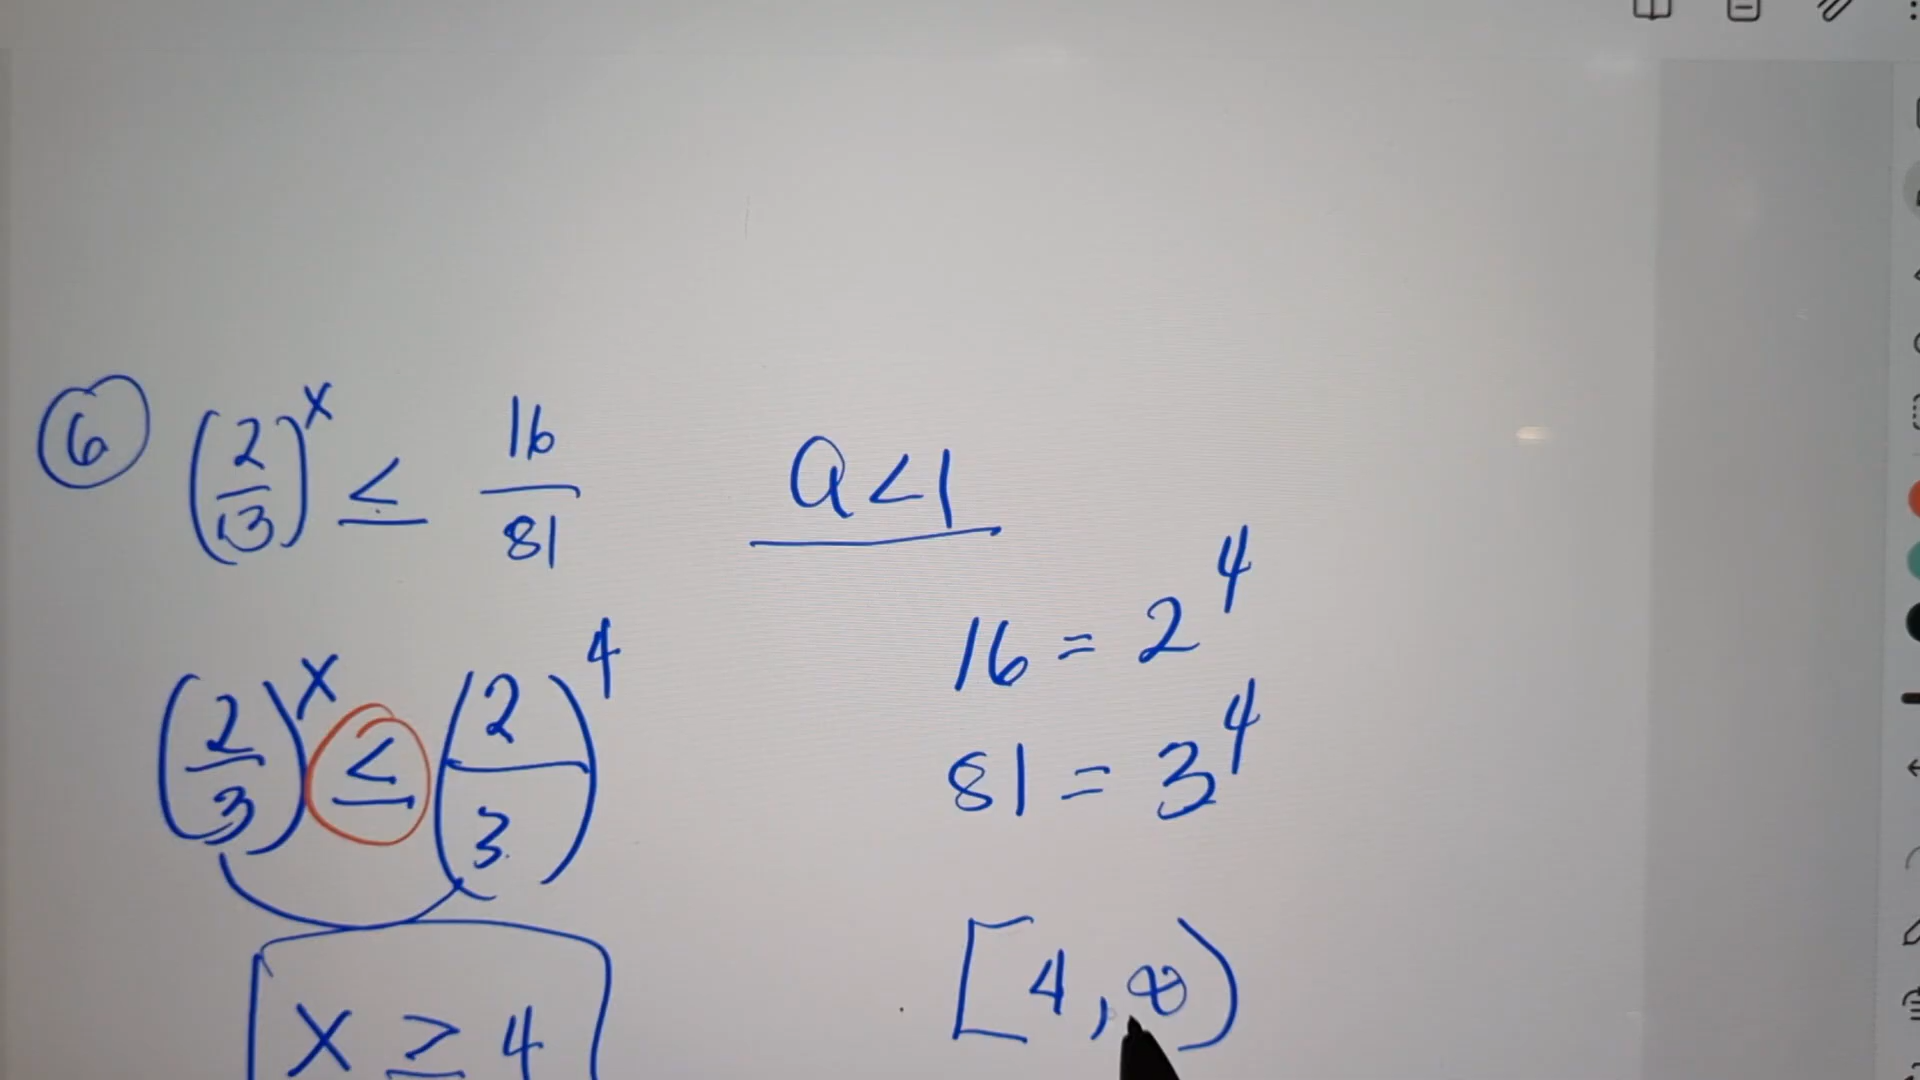 ⑥ (2/3)^x ≤ 16/81
a < 1
16 = 2^4
(2/3)^x ≤ (2/3)^4
81 = 3^4
x ≥ 4
[4, ∞)